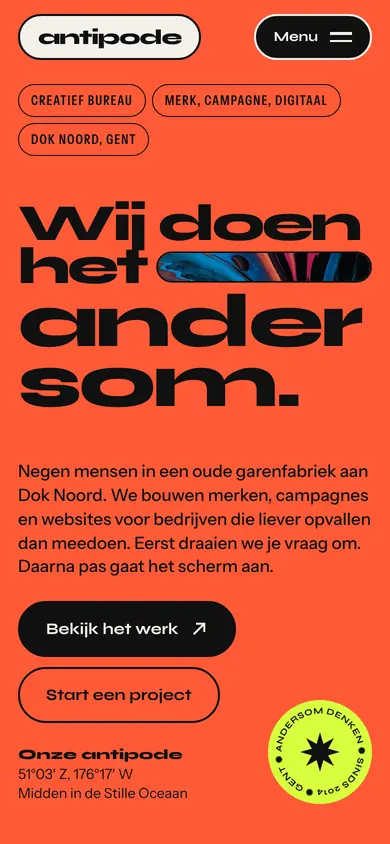 antipode
Menu
CREATIEF BUREAU
MERK, CAMPAGNE, DIGITAAL
DOK NOORD, GENT
Wij doen
het
ander
som.
Negen mensen in een oude garenfabriek aan
Dok Noord. We bouwen merken, campagnes
en websites voor bedrijven die liever opvallen
dan meedoen. Eerst draaien we je vraag om.
Daarna pas gaat het scherm aan.
Bekijk het werk
Start een project
ANDERSOM DENKEN • SINDS 2014 • GENT •
Onze antipode
51°03′ Z, 176°17′ W
Midden in de Stille Oceaan